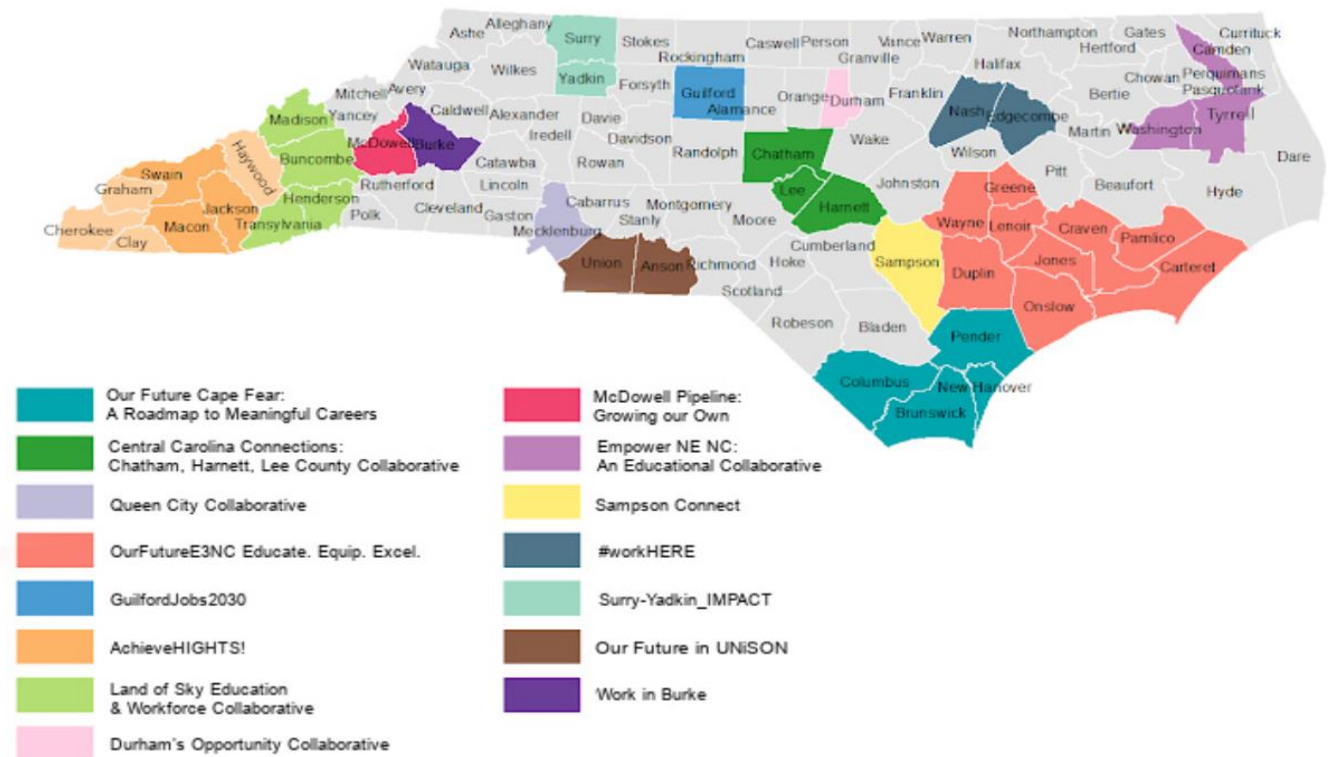 Ashe
Alleghany
Surry
Stokes
Rockingham
Caswell
Person
Granville
Vance
Warren
Northampton
Hertford
Gates
Currituck
Camden
Watauga
Wilkes
Yadkin
Forsyth
Guilford
Alamance
Orange
Durham
Franklin
Halifax
Chowan
Perquimans
Pasquotank
Mitchell
Avery
Yancey
Caldwell
Alexander
Davie
Iredell
Davidson
Nash
Edgecombe
Bertie
Martin
Washington
Tyrrell
Madison
McDowell
Burke
Catawba
Rowan
Randolph
Chatham
Wake
Wilson
Pitt
Dare
Buncombe
Haywood
Swain
Graham
Rutherford
Lincoln
Cabarrus
Montgomery
Lee
Johnston
Greene
Beaufort
Hyde
Henderson
Jackson
Macon
Transylvania
Polk
Cleveland
Gaston
Stanly
Moore
Harnett
Wayne
Lenoir
Craven
Pamlico
Cherokee
Clay
Mecklenburg
Cumberland
Union
Anson
Richmond
Hoke
Sampson
Duplin
Jones
Carteret
Scotland
Onslow
Robeson
Bladen
Pender
Columbus
New Hanover
Brunswick
Our Future Cape Fear:
A Roadmap to Meaningful Careers
Central Carolina Connections:
Chatham, Harnett, Lee County Collaborative
Queen City Collaborative
OurFutureE3NC Educate. Equip. Excel.
GuilfordJobs2030
AchieveHIGHTS!
Land of Sky Education
& Workforce Collaborative
Durham's Opportunity Collaborative
McDowell Pipeline:
Growing our Own
Empower NE NC:
An Educational Collaborative
Sampson Connect
#workHERE
Surry-Yadkin_IMPACT
Our Future in UNiSON
Work in Burke